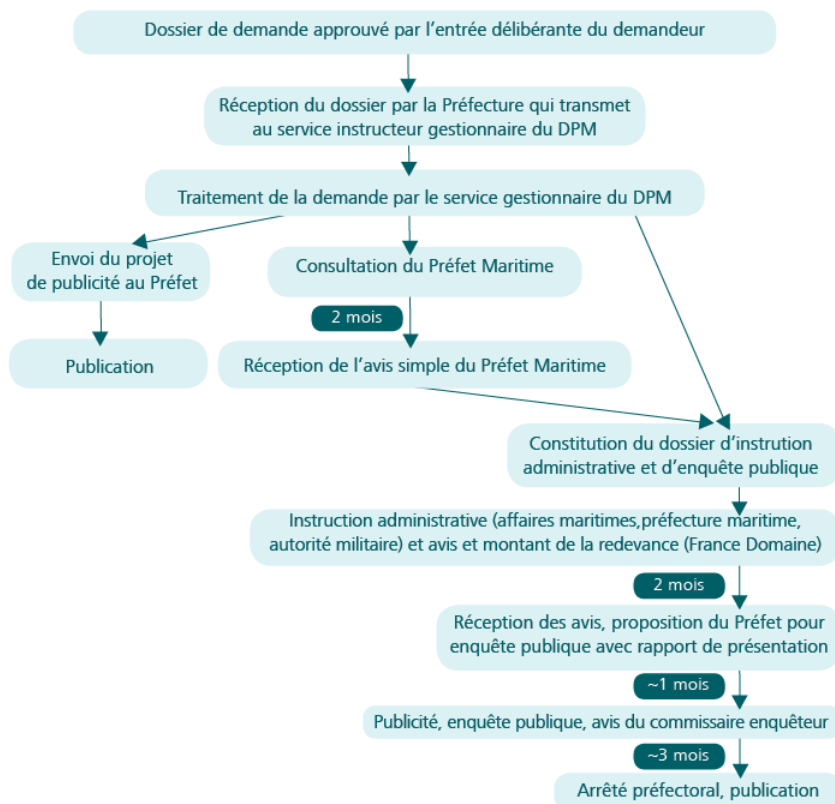 Dossier de demande approuvé par l'entrée délibérante du demandeur
Réception du dossier par la Préfecture qui transmet
au service instructeur gestionnaire du DPM
Traitement de la demande par le service gestionnaire du DPM
Envoi du projet
de publicité au Préfet
Consultation du Préfet Maritime
2 mois
Publication
Réception de l'avis simple du Préfet Maritime
Constitution du dossier d'instrution
administrative et d'enquête publique
Instruction administrative (affaires maritimes,préfecture maritime,
autorité militaire) et avis et montant de la redevance (France Domaine)
2 mois
Réception des avis, proposition du Préfet pour
enquête publique avec rapport de présentation
~1 mois
Publicité, enquête publique, avis du commissaire enquêteur
~3 mois
Arrêté préfectoral, publication